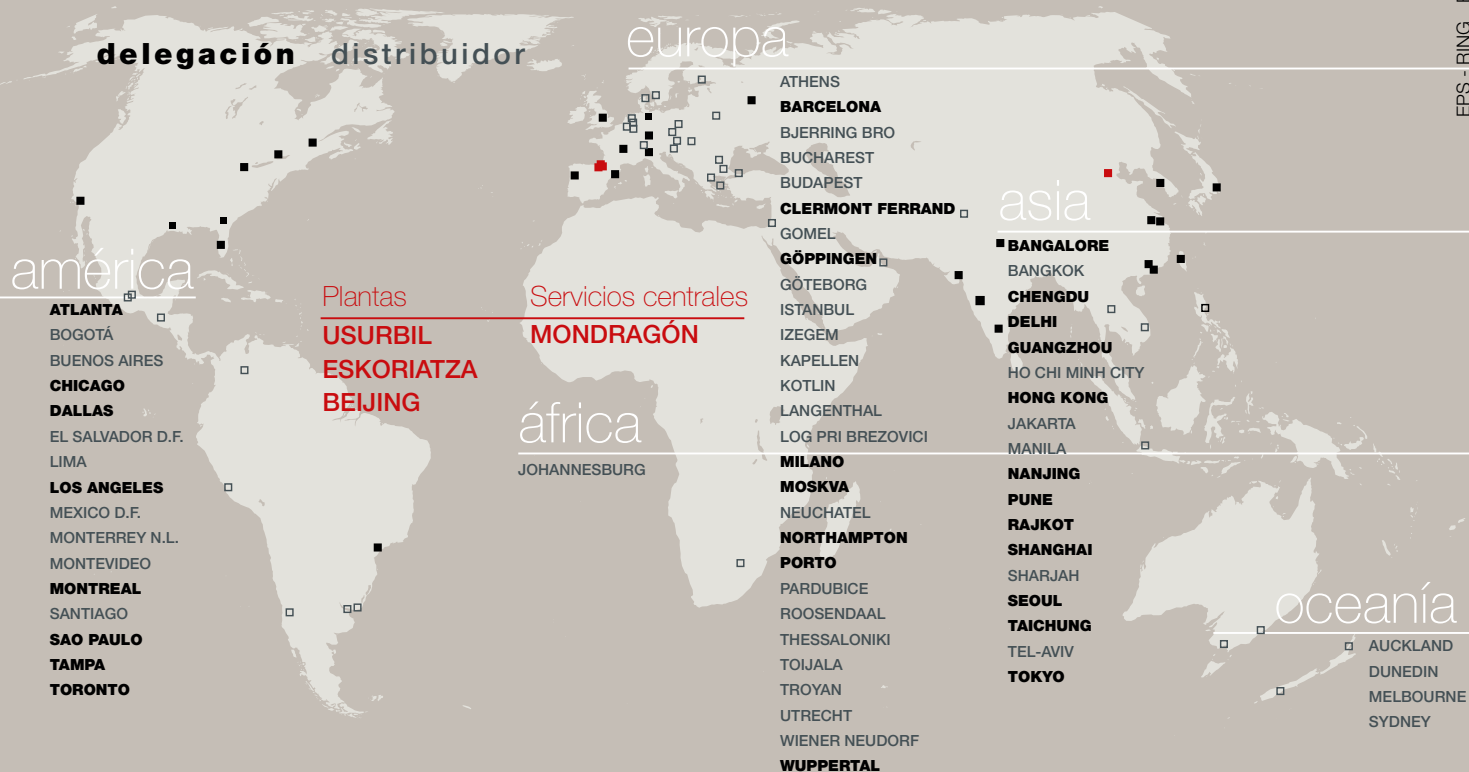 delegación distribuidor
europa
ATHENS
BARCELONA
BJERRING BRO
BUCHAREST
BUDAPEST
CLERMONT FERRAND
GOMEL
GÖPPINGEN
GÖTEBORG
ISTANBUL
IZEGEM
KAPELLEN
KOTLIN
LANGENTHAL
LOG PRI BREZOVICI
MILANO
MOSKVA
NEUCHATEL
NORTHAMPTON
PORTO
PARDUBICE
ROOSENDAAL
THESSALONIKI
TOIJALA
TROYAN
UTRECHT
WIENER NEUDORF
WUPPERTAL
américa
ATLANTA
BOGOTÁ
BUENOS AIRES
CHICAGO
DALLAS
EL SALVADOR D.F.
LIMA
LOS ANGELES
MEXICO D.F.
MONTERREY N.L.
MONTEVIDEO
MONTREAL
SANTIAGO
SAO PAULO
TAMPA
TORONTO
Plantas
USURBIL
ESKORIATZA
BEIJING
Servicios centrales
MONDRAGÓN
áfrica
JOHANNESBURG
asia
BANGALORE
BANGKOK
CHENGDU
DELHI
GUANGZHOU
HO CHI MINH CITY
HONG KONG
JAKARTA
MANILA
NANJING
PUNE
RAJKOT
SHANGHAI
SHARJAH
SEOUL
TAICHUNG
TEL-AVIV
TOKYO
oceanía
AUCKLAND
DUNEDIN
MELBOURNE
SYDNEY
EPS - RING